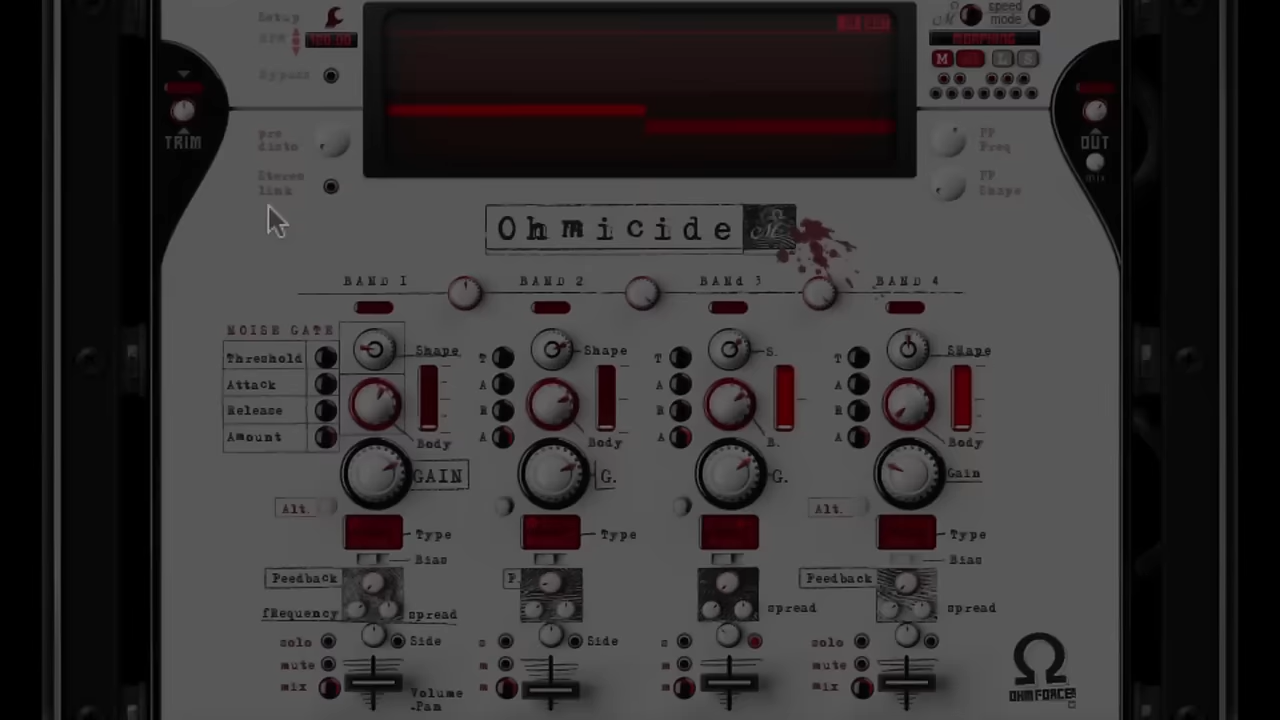 Setup
speed
mode
BPM
MORPHING
M
L S
Bypass
TRIM
OUT
mix
pre
disto
FP
Freq
Stereo
link
FP
Shape
Ohmicide
BAND 1 BAND 2 BANd 3 BAND 4
NOISE GATE
Threshold Shape T Shape T S. T SHape
Attack A A A
Release R R R
Amount Body A Body A B. A Body
GAIN G. G. Gain
Alt. Alt.
Type Type Type
Bias Bias
Feedback F. Feedback
fRequency spread spread spread
solo Side s Side s solo
mute m m mute
mix Volume m m mix
.Pan
OHM FORCE